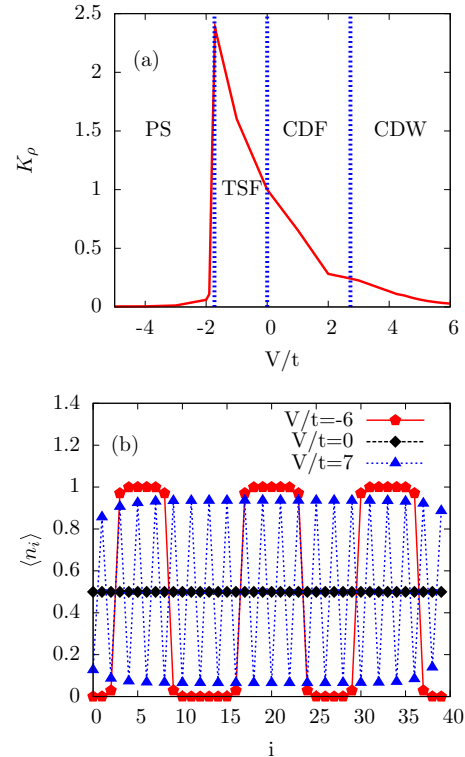 2.5
(a)
2
PS
CDF
CDW
1.5
K_ρ
TSF
1
0.5
0
-4 -2 0 2 4 6
V/t
1.4
V/t=-6
(b)
V/t=0
1.2
V/t=7
1
0.8
⟨n_i⟩
0.6
0.4
0.2
0
0 5 10 15 20 25 30 35 40
i